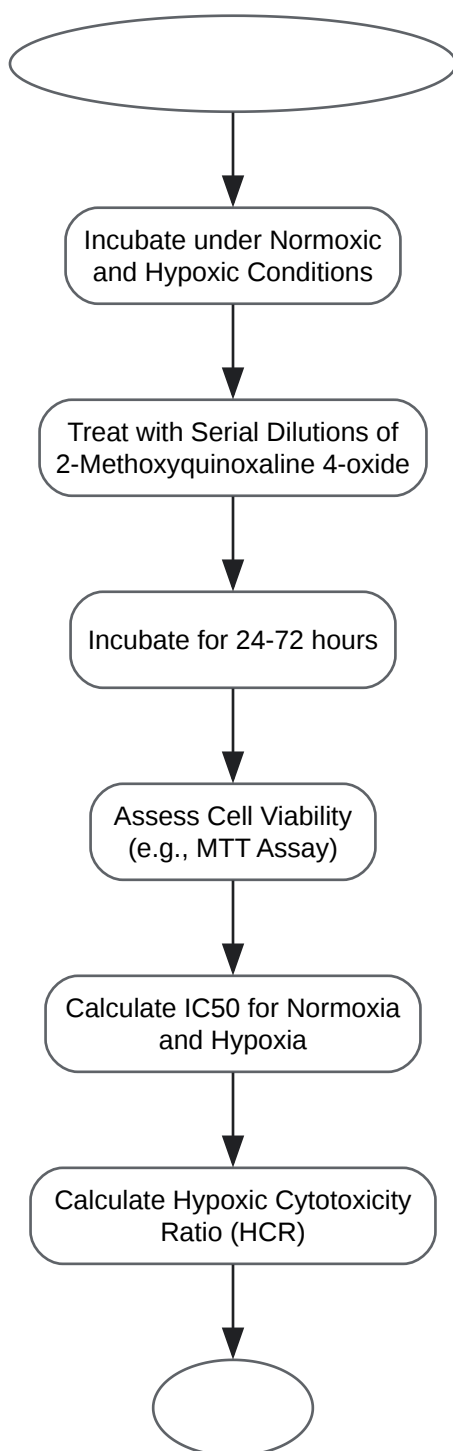 Incubate under Normoxic
and Hypoxic Conditions
Treat with Serial Dilutions of
2-Methoxyquinoxaline 4-oxide
Incubate for 24-72 hours
Assess Cell Viability
(e.g., MTT Assay)
Calculate IC50 for Normoxia
and Hypoxia
Calculate Hypoxic Cytotoxicity
Ratio (HCR)